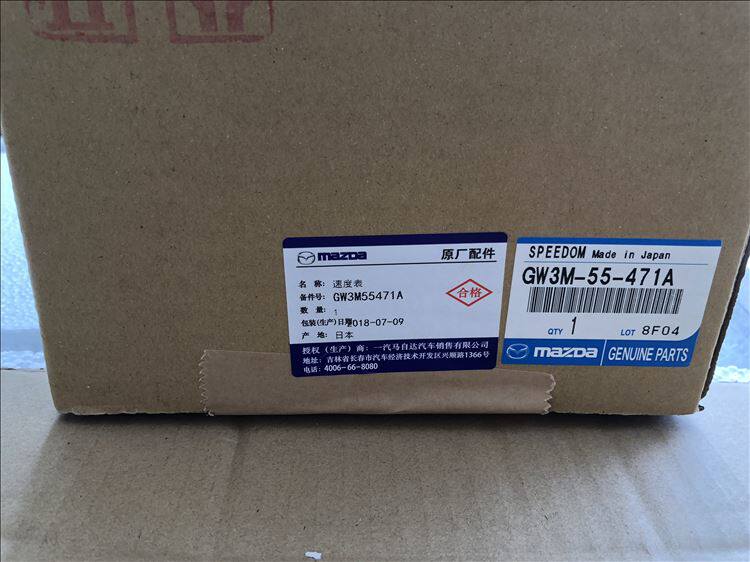 mazda 原厂配件
名 称: 速度表
备件号: GW3M55471A
数 量: 1
包装(生产)日期 2018-07-09
产 地: 日本
合格
授权(生产)商: 一汽马自达汽车销售有限公司
地址: 吉林省长春市汽车经济技术开发区兴顺路1366号
电话: 4006-66-8080
SPEEDOM Made in Japan
GW3M-55-471A
QTY 1 LOT 8F04
mazda GENUINE PARTS